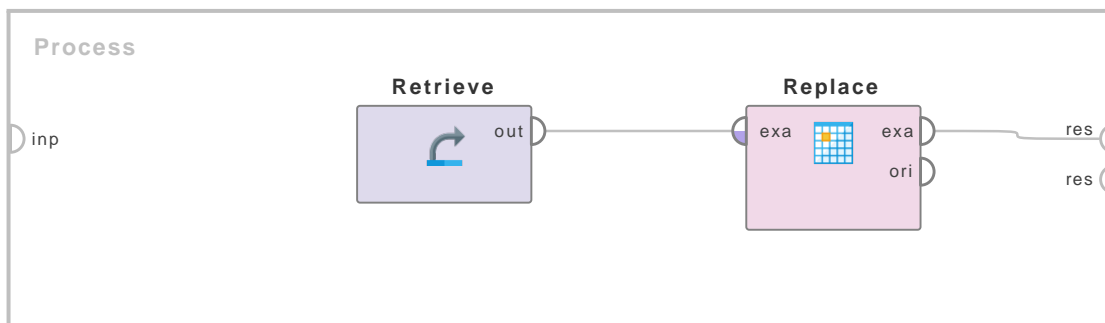 Process
Retrieve
Replace
inp
out
exa
exa
res
ori
res